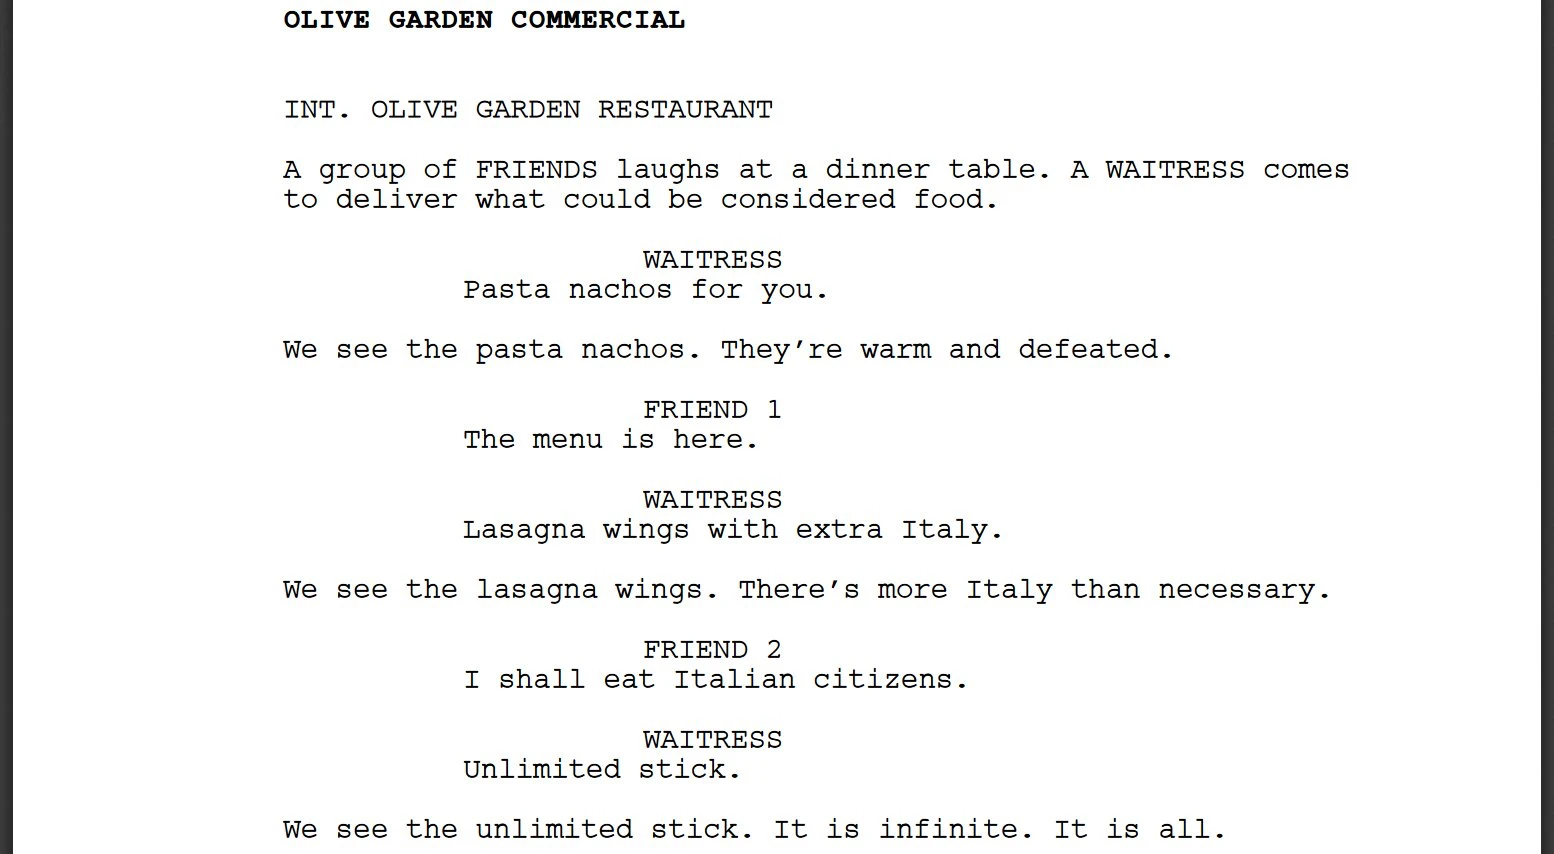 OLIVE GARDEN COMMERCIAL
INT. OLIVE GARDEN RESTAURANT
A group of FRIENDS laughs at a dinner table. A WAITRESS comes
to deliver what could be considered food.
WAITRESS
Pasta nachos for you.
We see the pasta nachos. They’re warm and defeated.
FRIEND 1
The menu is here.
WAITRESS
Lasagna wings with extra Italy.
We see the lasagna wings. There’s more Italy than necessary.
FRIEND 2
I shall eat Italian citizens.
WAITRESS
Unlimited stick.
We see the unlimited stick. It is infinite. It is all.